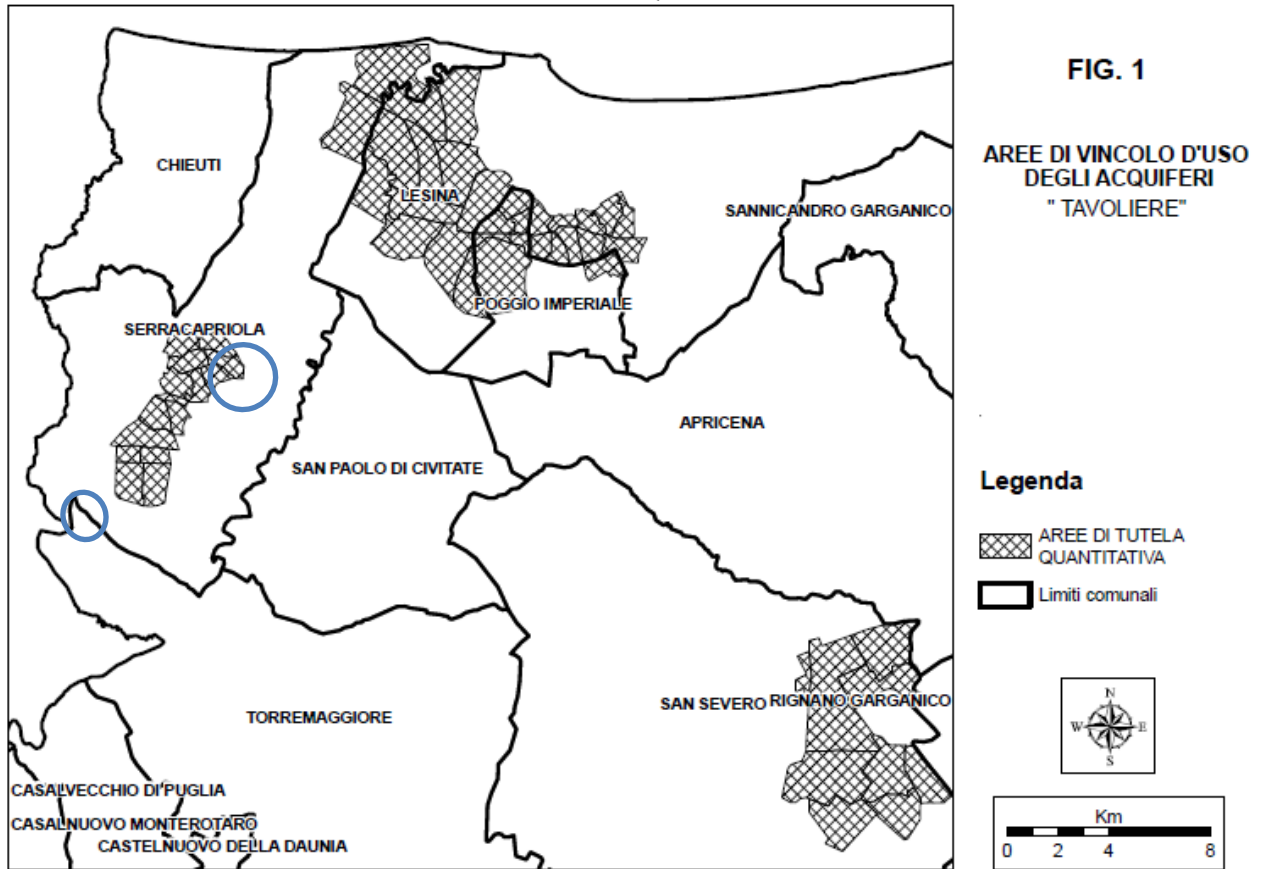 FIG. 1
AREE DI VINCOLO D'USO
DEGLI ACQUIFERI
" TAVOLIERE"
CHIEUTI
LESINA
SANNICANDRO GARGANICO
POGGIO IMPERIALE
SERRACAPRIOLA
APRICENA
SAN PAOLO DI CIVITATE
SAN SEVERO
RIGNANO GARGANICO
TORREMAGGIORE
CASALVECCHIO DI PUGLIA
CASALNUOVO MONTEROTARO
CASTELNUOVO DELLA DAUNIA
Legenda
AREE DI TUTELA
QUANTITATIVA
Limiti comunali
N
W E
S
Km
0 2 4 8